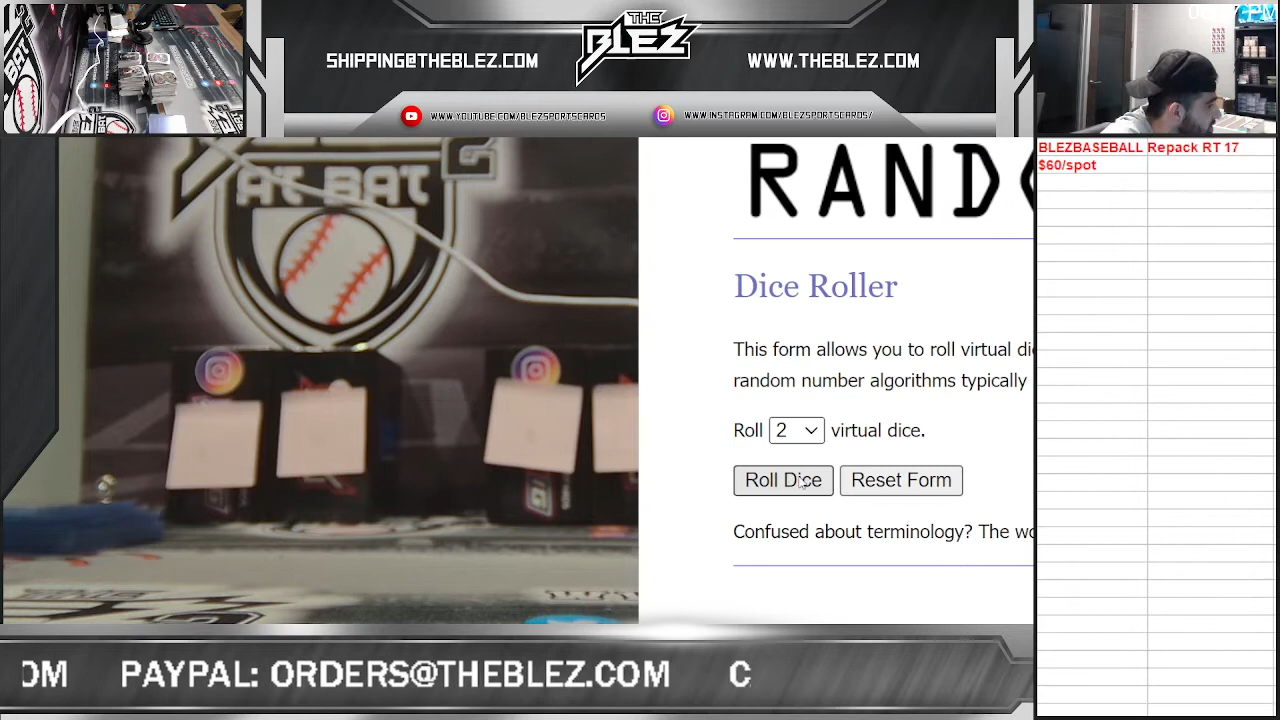 THE
BLEZ
SHIPPING@THEBLEZ.COM
WWW.THEBLEZ.COM
WWW.YOUTUBE.COM/BLEZSPORTSCARDS
WWW.INSTAGRAM.COM/BLEZSPORTSCARDS/
BLEZBASEBALL Repack RT 17
$60/spot
AT BAT
RANDO
Dice Roller
This form allows you to roll virtual di
random number algorithms typically
Roll 2 virtual dice.
Roll Dice Reset Form
Confused about terminology? The wo
OM PAYPAL: ORDERS@THEBLEZ.COM C